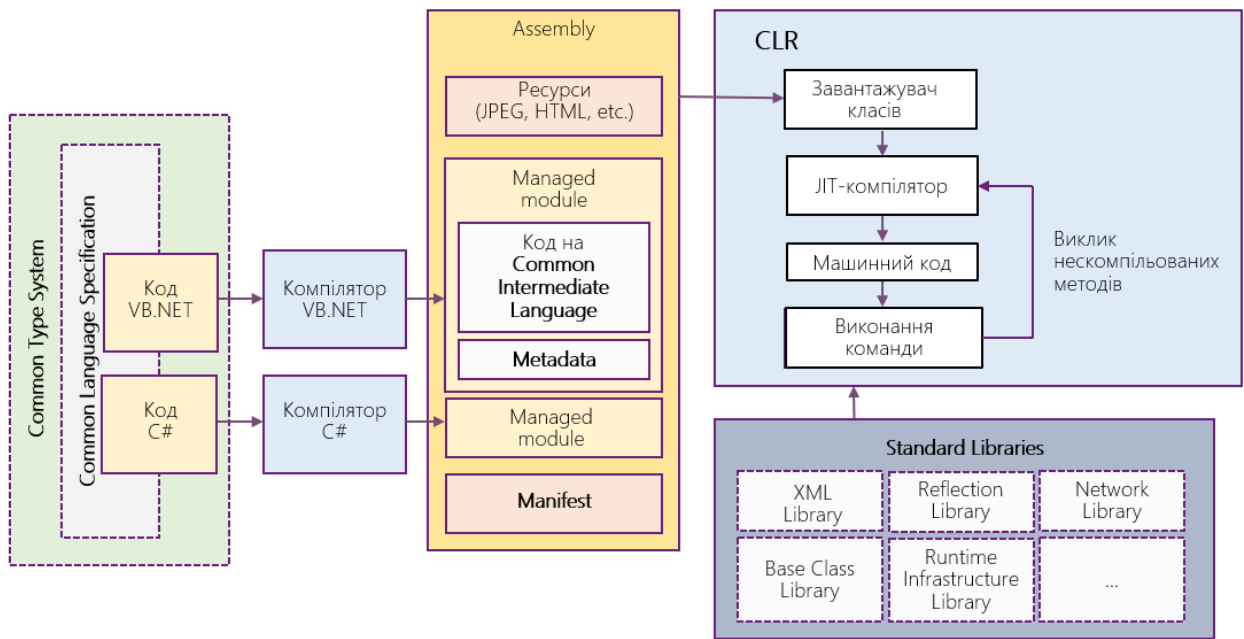 Common Type System
Common Language Specification
Код
VB.NET
Код
C#
Компілятор
VB.NET
Компілятор
C#
Assembly
Ресурси
(JPEG, HTML, etc.)
Managed
module
Код на
Common
Intermediate
Language
Metadata
Managed
module
Manifest
CLR
Завантажувач
класів
JIT-компілятор
Машинний код
Виконання
команди
Виклик
нескомпільованих
методів
Standard Libraries
XML
Library
Reflection
Library
Network
Library
Base Class
Library
Runtime
Infrastructure
Library
...